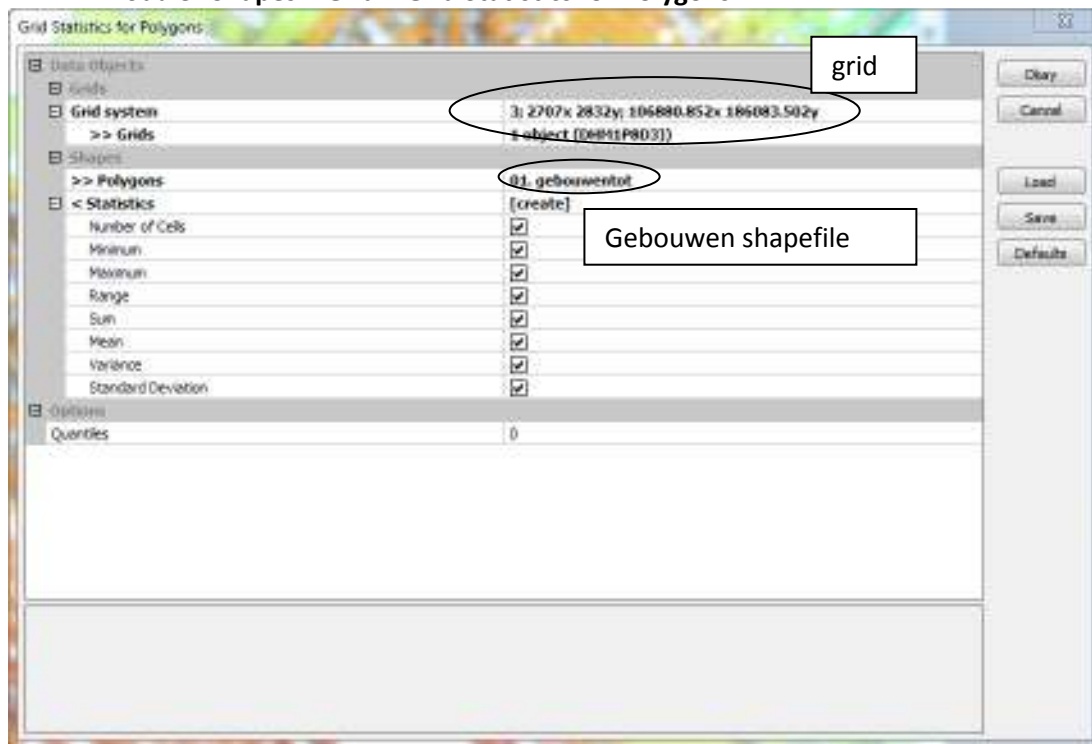 Grid Statistics for Polygons
grid
Data Objects
Grids
Grid system 3; 2707x 2832y; 106880.852x 186083.502y
>> Grids 1 object (DHM1P8D3])
Shapes
>> Polygons 01. gebouwentot
< Statistics [create]
Number of Cells
Minimum
Maximum
Range
Sum
Mean
Variance
Standard Deviation
Gebouwen shapefile
Options
Quantiles 0
Okay
Cancel
Load
Save
Defaults